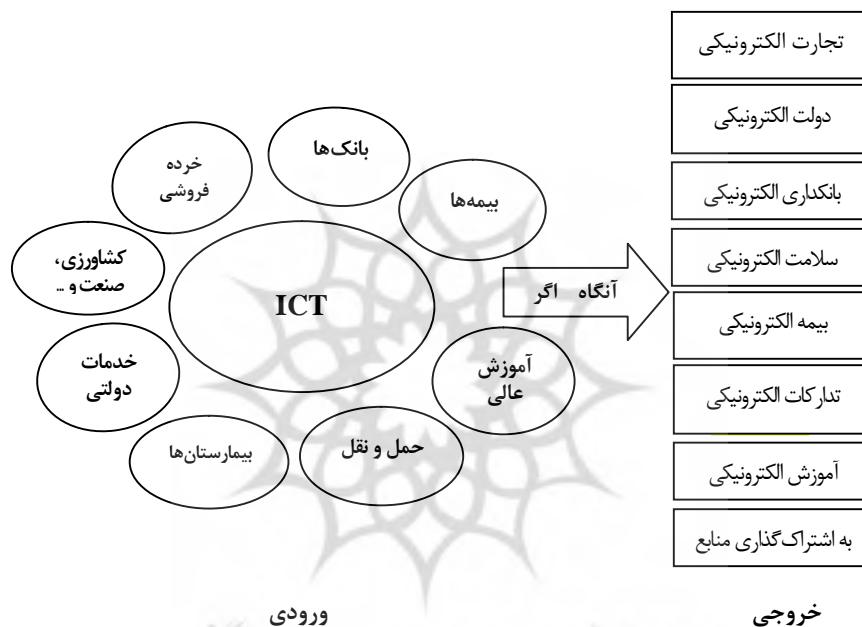 تجارت الکترونیکی
دولت الکترونیکی
بانکداری الکترونیکی
سلامت الکترونیکی
بیمه الکترونیکی
تدارکات الکترونیکی
آموزش الکترونیکی
به اشتراک‌گذاری منابع
خروجی
آنگاه اگر
بانک‌ها
بیمه‌ها
خرده
فروشی
کشاورزی،
صنعت و ...
ICT
خدمات
دولتی
آموزش
عالی
حمل و نقل
بیمارستان‌ها
ورودی